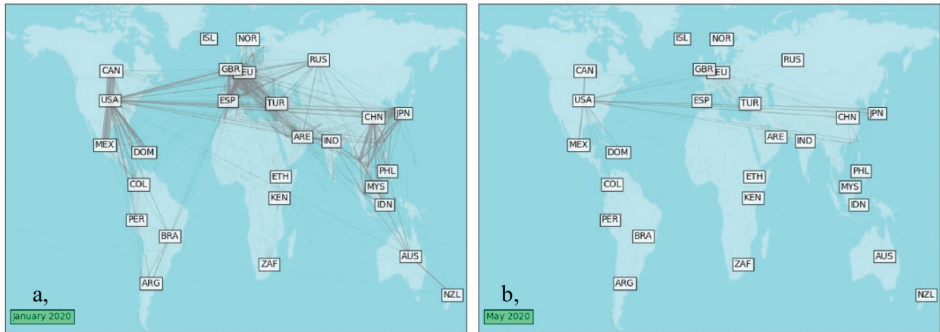 ISL NOR
RUS
CAN GBR EU
USA ESP TUR
CHN JPN
MEX DOM ARE IND
ETH PHL
COL MYS
KEN IDN
PER
BRA
AUS
ZAF
ARG
NZL
a,
January 2020
ISL NOR
RUS
CAN GBR EU
USA ESP TUR
CHN JPN
MEX DOM ARE IND
ETH PHL
COL MYS
KEN IDN
PER
BRA
AUS
ZAF
ARG
NZL
b,
May 2020